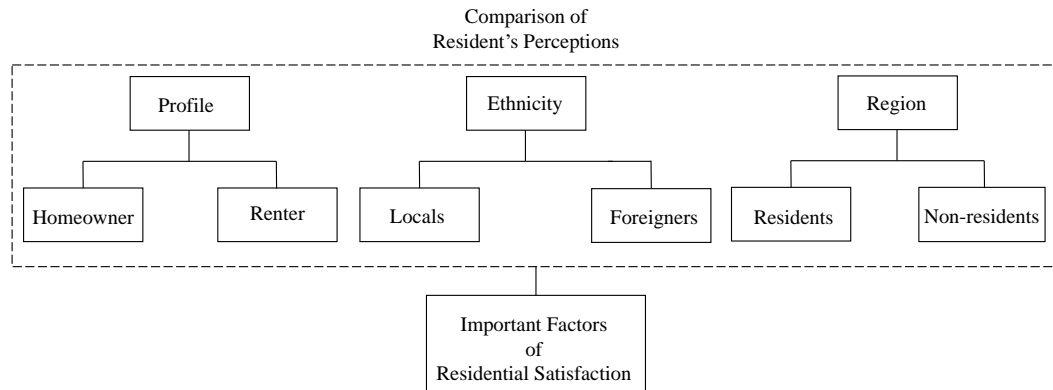 Comparison of
Resident's Perceptions
Profile
Ethnicity
Region
Homeowner
Renter
Locals
Foreigners
Residents
Non-residents
Important Factors
of
Residential Satisfaction